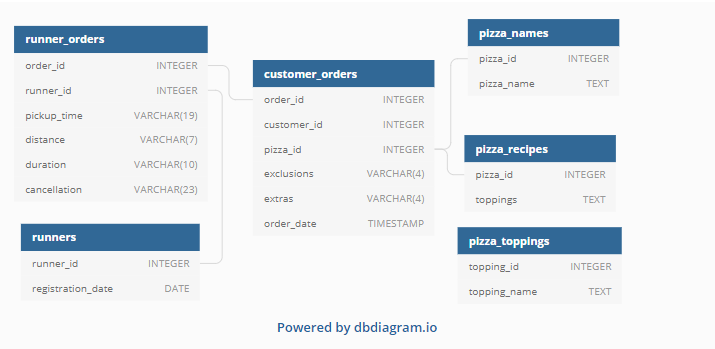 runner_orders
order_id INTEGER
runner_id INTEGER
pickup_time VARCHAR(19)
distance VARCHAR(7)
duration VARCHAR(10)
cancellation VARCHAR(23)
runners
runner_id INTEGER
registration_date DATE
customer_orders
order_id INTEGER
customer_id INTEGER
pizza_id INTEGER
exclusions VARCHAR(4)
extras VARCHAR(4)
order_date TIMESTAMP
pizza_names
pizza_id INTEGER
pizza_name TEXT
pizza_recipes
pizza_id INTEGER
toppings TEXT
pizza_toppings
topping_id INTEGER
topping_name TEXT
Powered by dbdiagram.io